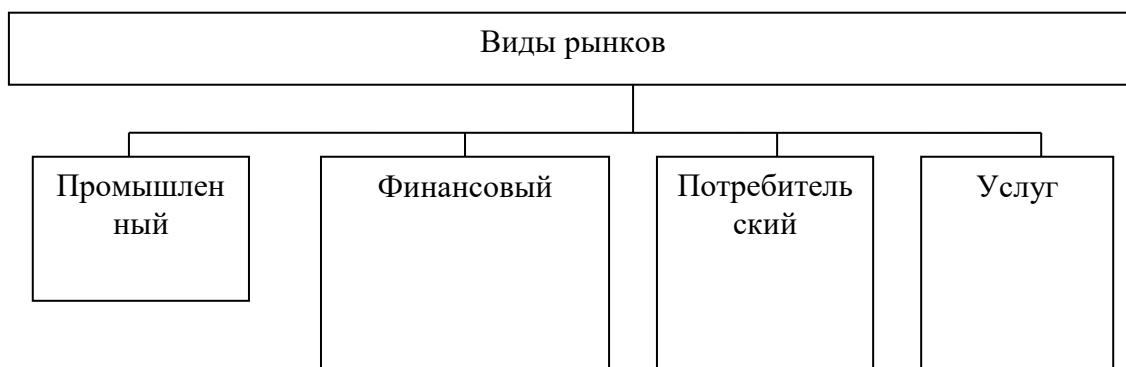 Виды рынков
Промышлен
ный
Финансовый
Потребитель
ский
Услуг